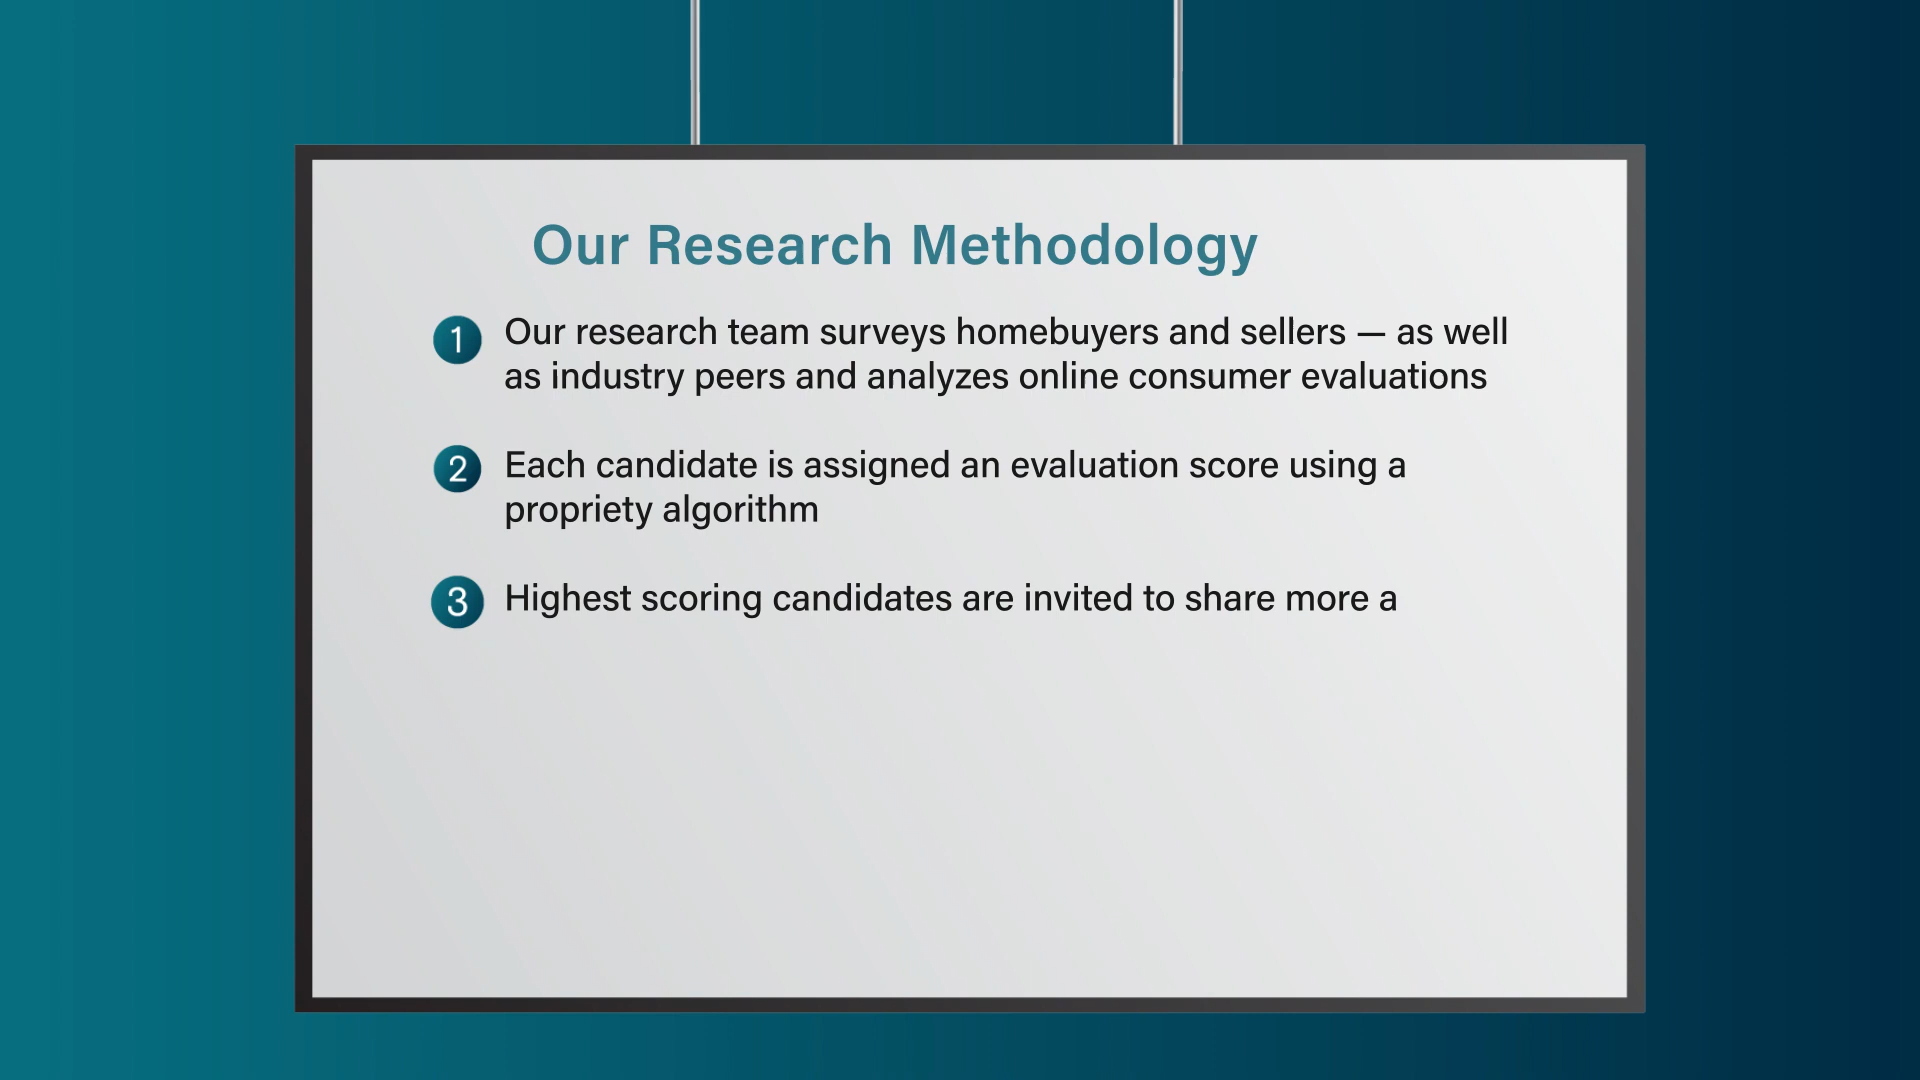 Our Research Methodology
1 Our research team surveys homebuyers and sellers — as well
as industry peers and analyzes online consumer evaluations
2 Each candidate is assigned an evaluation score using a
propriety algorithm
3 Highest scoring candidates are invited to share more a